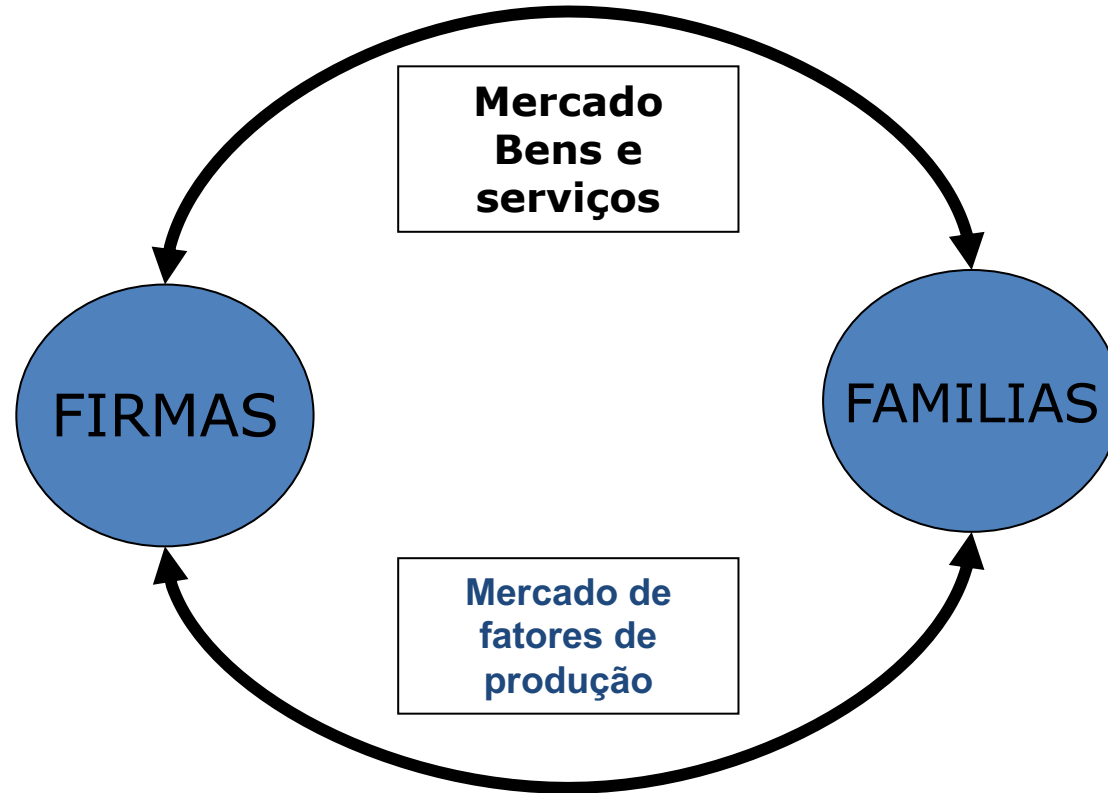 Mercado
Bens e
serviços
FIRMAS
FAMILIAS
Mercado de
fatores de
produção